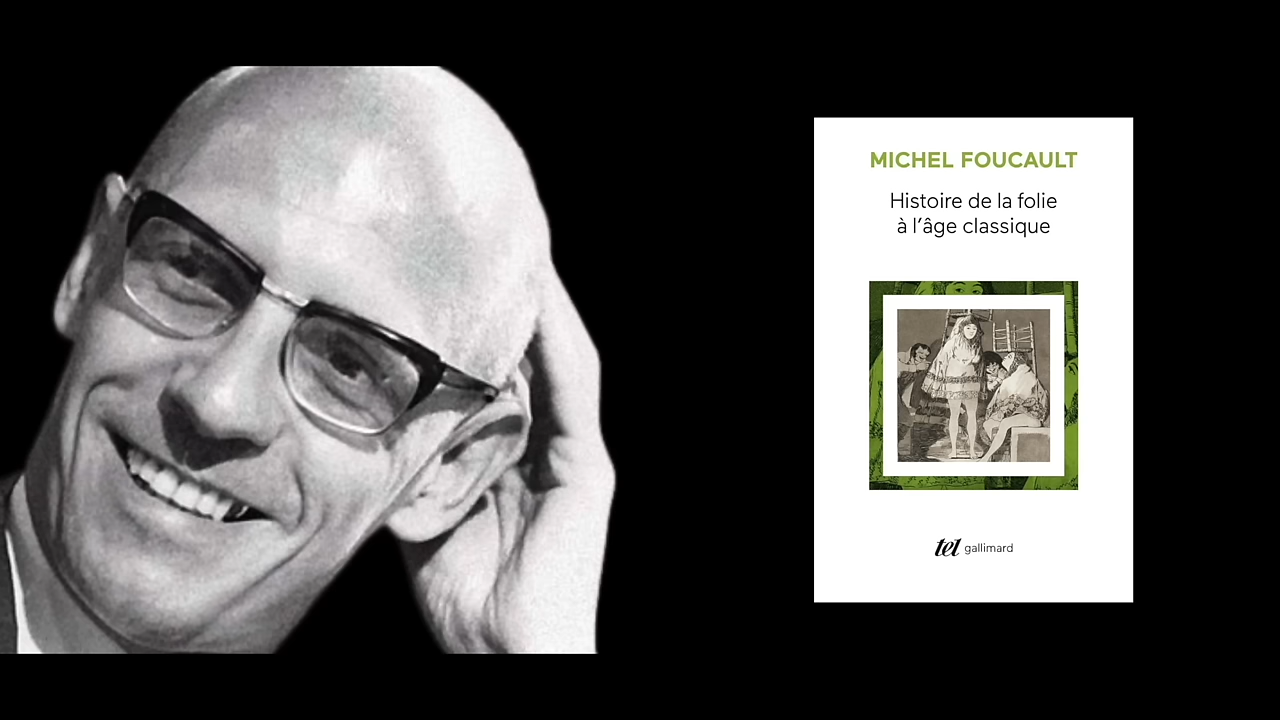 MICHEL FOUCAULT
Histoire de la folie
à l'âge classique
tel gallimard